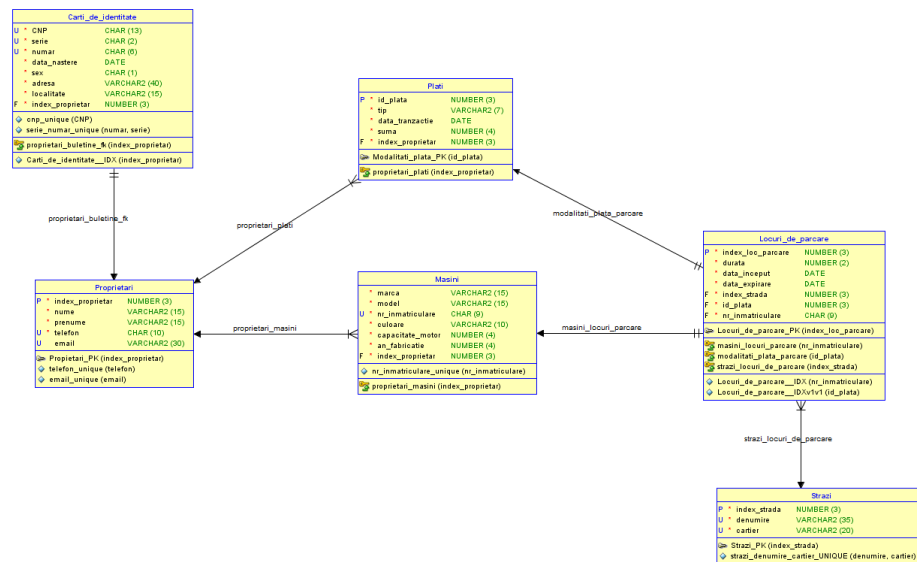 Carti_de_identitate
U * CNP CHAR (13)
U * serie CHAR (2)
U * numar CHAR (6)
* data_nastere DATE
* sex CHAR (1)
* adresa VARCHAR2 (40)
* localitate VARCHAR2 (15)
F * index_proprietar NUMBER (3)
cnp_unique (CNP)
serie_numar_unique (numar, serie)
proprietari_buletine_fk (index_proprietar)
Carti_de_identitate__IDX (index_proprietar)
proprietari_buletine_fk
Plati
P * id_plata NUMBER (3)
* tip VARCHAR2 (7)
* data_tranzactie DATE
* suma NUMBER (4)
F * index_proprietar NUMBER (3)
Modalitati_plata_PK (id_plata)
proprietari_plati (index_proprietar)
proprietari_plati
modalitati_plata_parcare
Proprietari
P * index_proprietar NUMBER (3)
* nume VARCHAR2 (15)
* prenume VARCHAR2 (15)
U * telefon CHAR (10)
U email VARCHAR2 (30)
Propietari_PK (index_proprietar)
telefon_unique (telefon)
email_unique (email)
proprietari_masini
Masini
* marca VARCHAR2 (15)
* model VARCHAR2 (15)
U * nr_inmatriculare CHAR (9)
* culoare VARCHAR2 (10)
* capacitate_motor NUMBER (4)
* an_fabricatie NUMBER (4)
F * index_proprietar NUMBER (3)
nr_inmatriculare_unique (nr_inmatriculare)
proprietari_masini (index_proprietar)
masini_locuri_parcare
Locuri_de_parcare
P * index_loc_parcare NUMBER (3)
* durata NUMBER (2)
* data_inceput DATE
* data_expirare DATE
F * index_strada NUMBER (3)
F * id_plata NUMBER (3)
F * nr_inmatriculare CHAR (9)
Locuri_de_parcare_PK (index_loc_parcare)
masini_locuri_parcare (nr_inmatriculare)
modalitati_plata_parcare (id_plata)
strazi_locuri_de_parcare (index_strada)
Locuri_de_parcare__IDX (nr_inmatriculare)
Locuri_de_parcare__IDXv1v1 (id_plata)
strazi_locuri_de_parcare
Strazi
P * index_strada NUMBER (3)
U * denumire VARCHAR2 (35)
U * cartier VARCHAR2 (20)
Strazi_PK (index_strada)
strazi_denumire_cartier_UNIQUE (denumire, cartier)